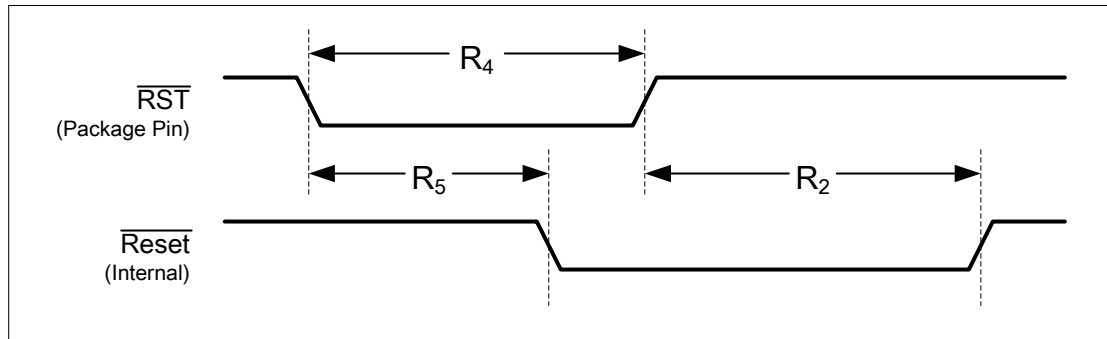 R₄
RST
(Package Pin)
R₅
R₂
Reset
(Internal)